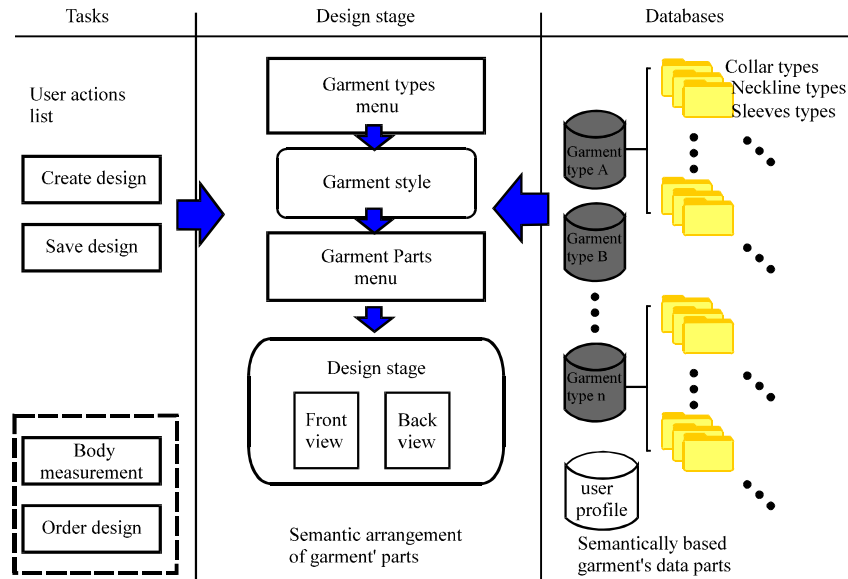 Tasks
Design stage
Databases
User actions
list
Create design
Save design
Body
measurement
Order design
Garment types
menu
Garment style
Garment Parts
menu
Design stage
Front
view
Back
view
Semantic arrangement
of garment' parts
Collar types
Neckline types
Sleeves types
Garment
type A
Garment
type B
Garment
type n
user
profile
Semantically based
garment's data parts